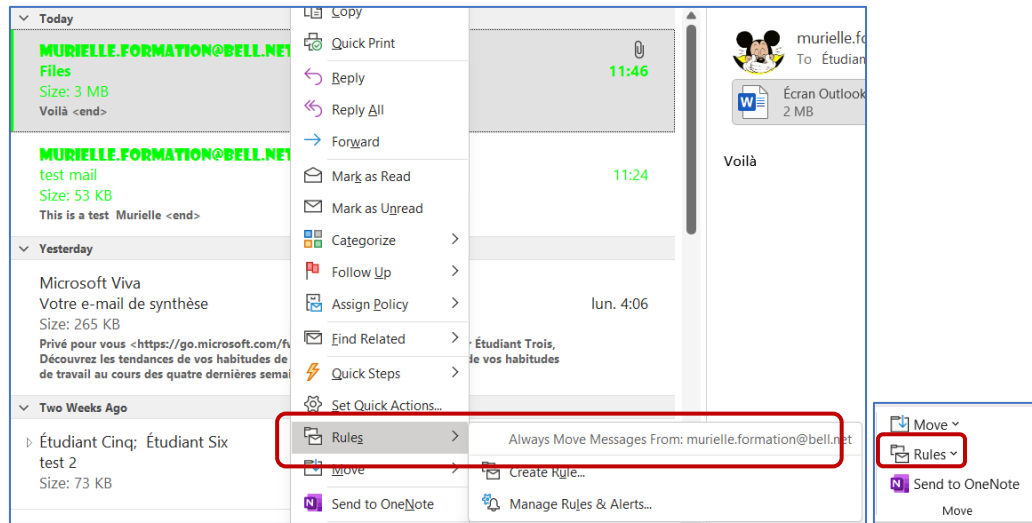 Today
MURIELLE.FORMATION@BELL.NET
Files
Size: 3 MB
Voilà <end>
11:46
MURIELLE.FORMATION@BELL.NET
test mail
11:24
Size: 53 KB
This is a test Murielle <end>
Yesterday
Microsoft Viva
Votre e-mail de synthèse
lun. 4:06
Size: 265 KB
Privé pour vous <https://go.microsoft.com/
Étudiant Trois,
Découvrez les tendances de vos habitudes de
de vos habitudes
de travail au cours des quatre dernières
Two Weeks Ago
Étudiant Cinq; Étudiant Six
test 2
Size: 73 KB
Copy
Quick Print
Reply
Reply All
Forward
Mark as Read
Mark as Unread
Categorize
Follow Up
Assign Policy
Find Related
Quick Steps
Set Quick Actions...
Rules
Move
Send to OneNote
Always Move Messages From: murielle.formation@bell.net
Create Rule...
Manage Rules & Alerts...
murielle.fo
To Étudian
Écran Outlook
2 MB
Voilà
Move
Rules
Send to OneNote
Move